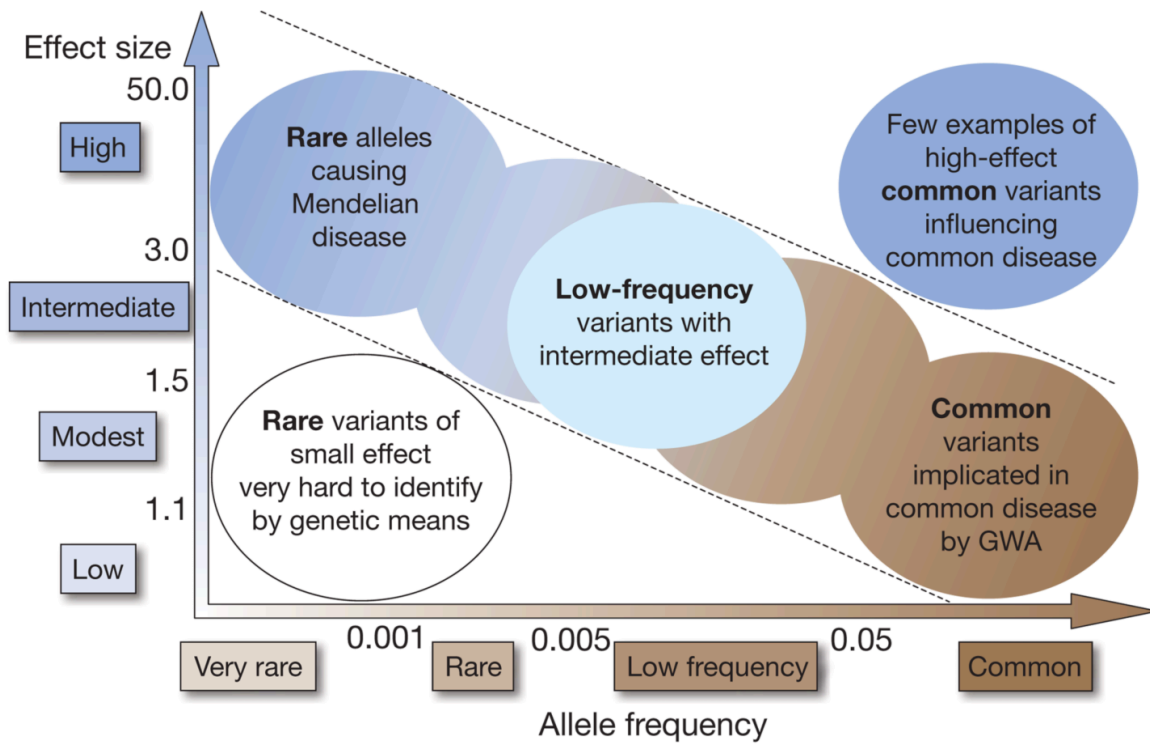 Effect size
50.0
High
3.0
Intermediate
1.5
Modest
1.1
Low
Rare alleles
causing
Mendelian
disease
Few examples of
high-effect
common variants
influencing
common disease
Low-frequency
variants with
intermediate effect
Rare variants of
small effect
very hard to identify
by genetic means
Common
variants
implicated in
common disease
by GWA
0.001
0.005
0.05
Very rare
Rare
Low frequency
Common
Allele frequency